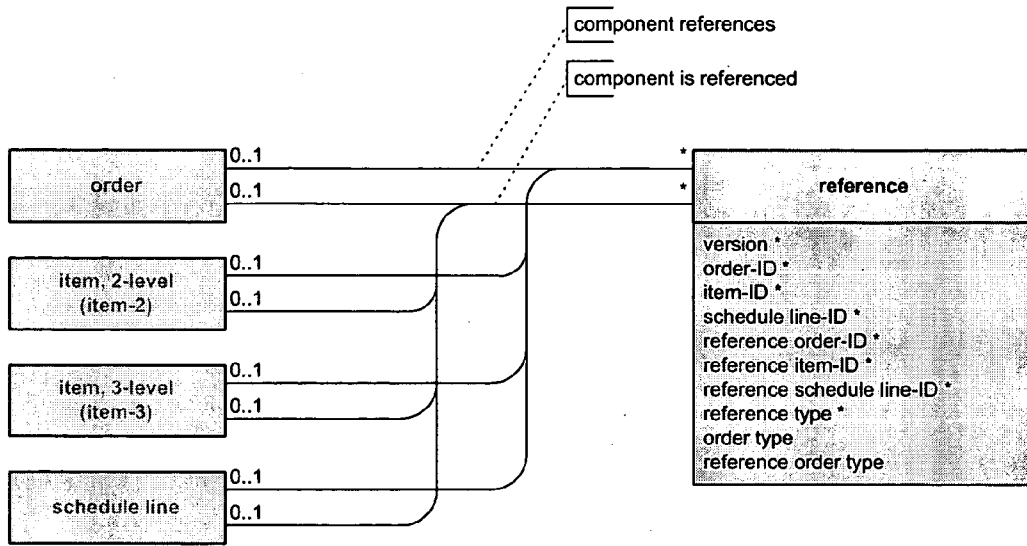 component references
component is referenced
0..1
*
order
0..1
*
reference
version *
order-ID *
item-ID *
schedule line-ID *
reference order-ID *
reference item-ID *
reference schedule line-ID *
reference type *
order type
reference order type
0..1
item, 2-level
(item-2)
0..1
0..1
item, 3-level
(item-3)
0..1
0..1
schedule line
0..1